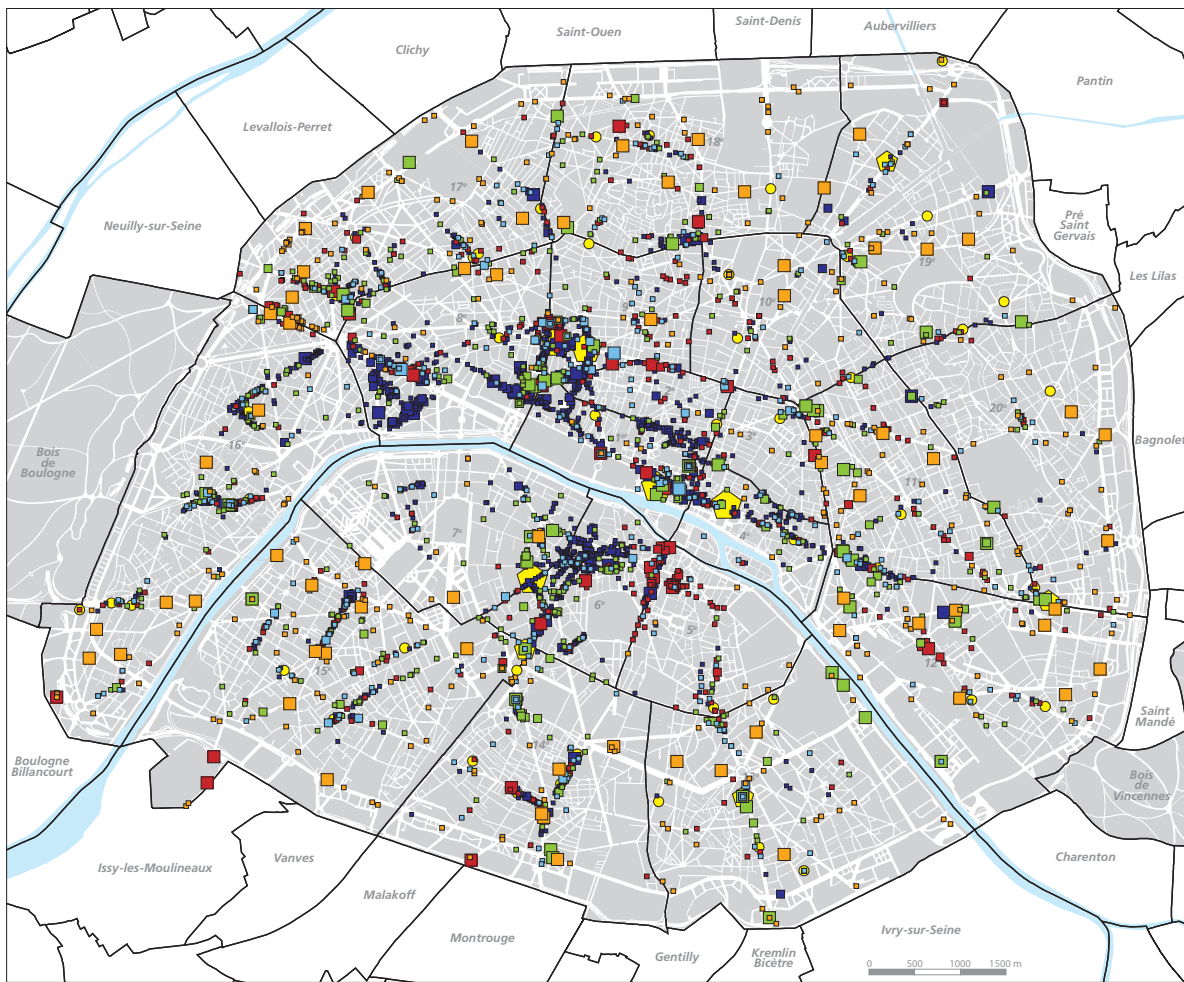 Saint-Denis
Aubervilliers
Saint-Ouen
Clichy
Pantin
Levallois-Perret
18e
17e
Neuilly-sur-Seine
Pré
Saint
Gervais
19e
Les Lilas
10e
9e
8e
2e
20e
3e
1er
Bagnolet
16e
Bois
de
Boulogne
11e
7e
4e
6e
5e
12e
15e
Saint
Mandé
14e
Boulogne
Billancourt
Bois
de
Vincennes
Issy-les-Moulineaux
Vanves
Charenton
Malakoff
Montrouge
Ivry-sur-Seine
Gentilly
Kremlin
Bicètre
0 500 1000 1500 m